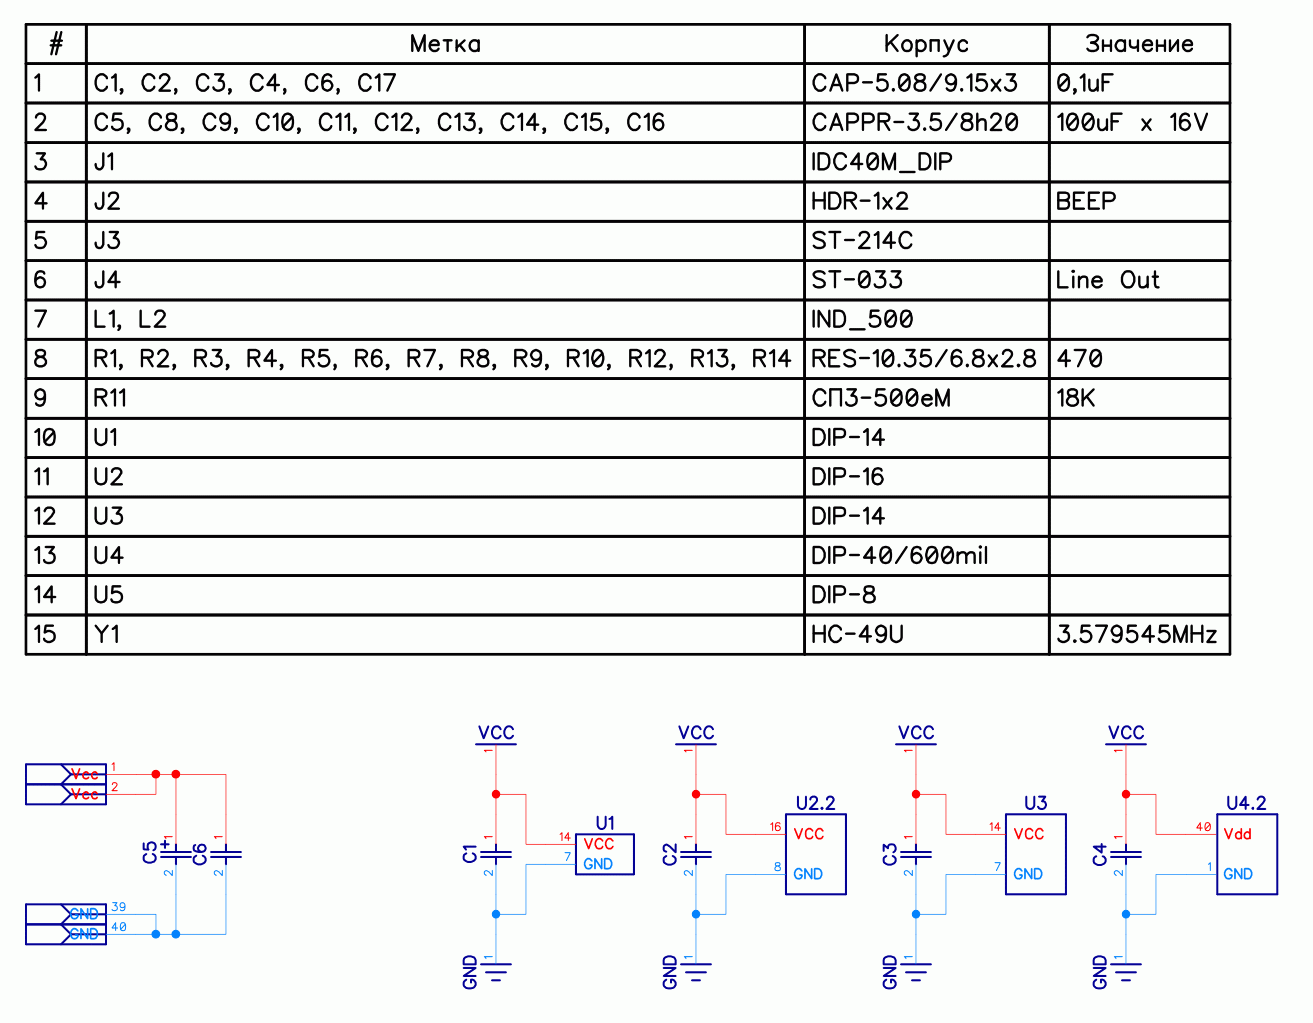 # Метка Корпус Значение
1 C1, C2, C3, C4, C6, C17 CAP-5.08/9.15x3 0,1uF
2 C5, C8, C9, C10, C11, C12, C13, C14, C15, C16 CAPPR-3.5/8h20 100uF x 16V
3 J1 IDC40M_DIP
4 J2 HDR-1x2 BEEP
5 J3 ST-214C
6 J4 ST-033 Line Out
7 L1, L2 IND_500
8 R1, R2, R3, R4, R5, R6, R7, R8, R9, R10, R12, R13, R14 RES-10.35/6.8x2.8 470
9 R11 СП3-500еМ 18K
10 U1 DIP-14
11 U2 DIP-16
12 U3 DIP-14
13 U4 DIP-40/600mil
14 U5 DIP-8
15 Y1 HC-49U 3.579545MHz
Vcc 1
Vcc 2
C5 + 1 2
C6 1 2
GND 39
GND 40
VCC
1
C1 1 2
U1
14 VCC
7 GND
GND 1
VCC
1
C2 1 2
U2.2
16 VCC
8 GND
GND 1
VCC
1
C3 1 2
U3
14 VCC
7 GND
GND 1
VCC
1
C4 1 2
U4.2
40 Vdd
1 GND
GND 1